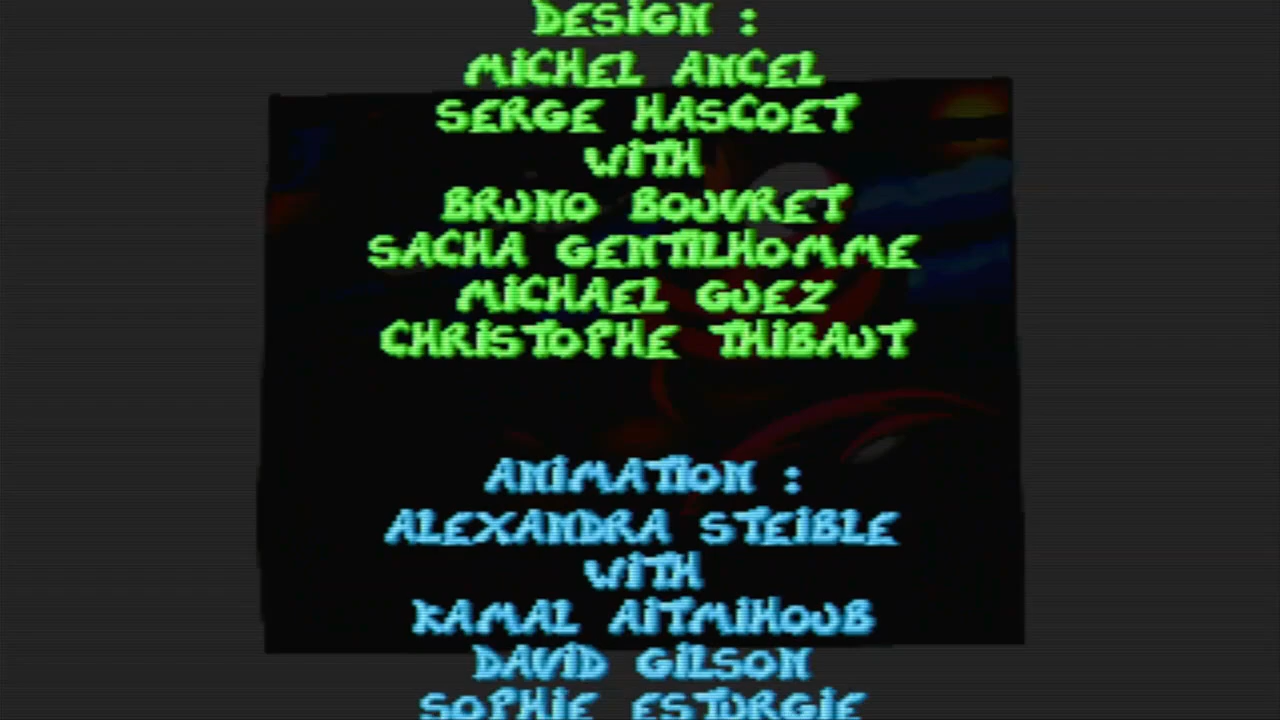 DESIGN :
MICHEL ANCEL
SERGE HASCOET
WITH
BRUNO BOUVRET
SACHA GENTILHOMME
MICHAEL GUEZ
CHRISTOPHE THIBAUT
ANIMATION :
ALEXANDRA STEIBLE
WITH
KAMAL AITMIHOUB
DAVID GILSON
SOPHIE ESTURGIE